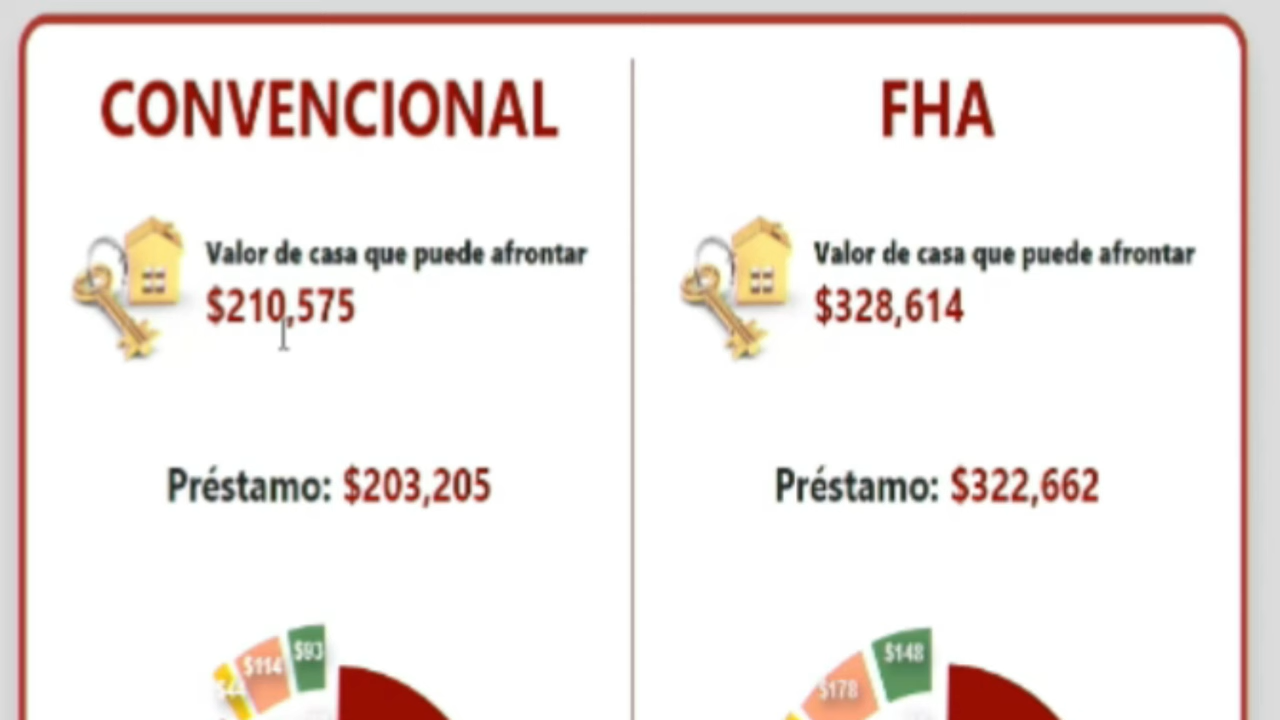 CONVENCIONAL
Valor de casa que puede afrontar
$210,575
Préstamo: $203,205
$114
$93
FHA
Valor de casa que puede afrontar
$328,614
Préstamo: $322,662
$178
$148